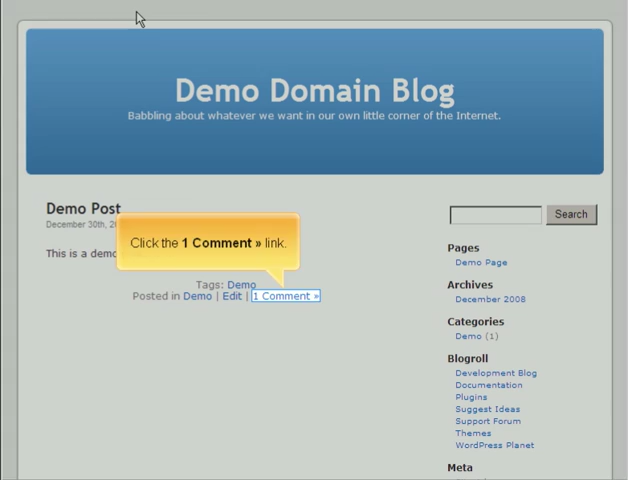 Demo Domain Blog
Babbling about whatever we want in our own little corner of the Internet.
Demo Post
December 30th, 2
This is a demo
Click the 1 Comment » link.
Tags: Demo
Posted in Demo | Edit | 1 Comment »
Search
Pages
Demo Page
Archives
December 2008
Categories
Demo (1)
Blogroll
Development Blog
Documentation
Plugins
Suggest Ideas
Support Forum
Themes
WordPress Planet
Meta